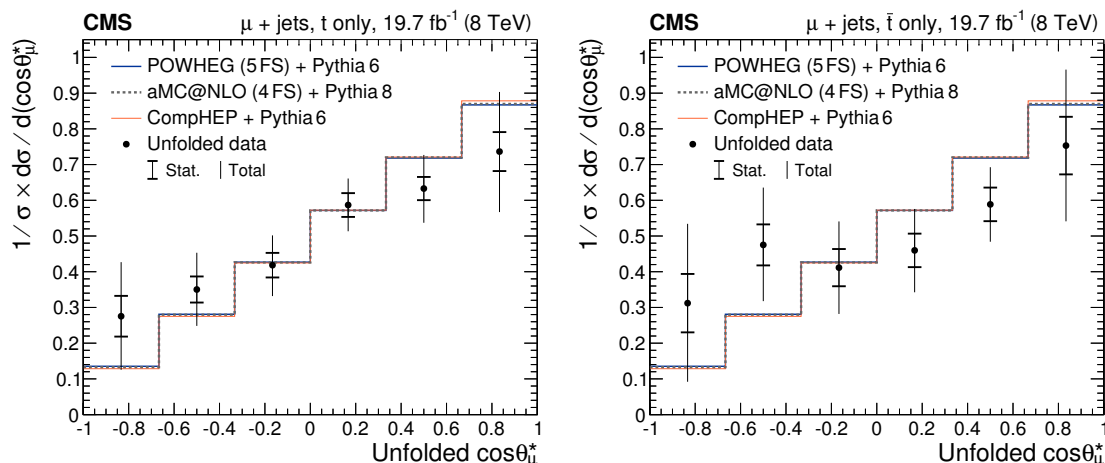 CMS
μ + jets, t only, 19.7 fb⁻¹ (8 TeV)
1/ σ × dσ / d(cosθ*μ)
1
0.9
0.8
0.7
0.6
0.5
0.4
0.3
0.2
0.1
0
POWHEG (5 FS) + Pythia 6
aMC@NLO (4 FS) + Pythia 8
CompHEP + Pythia 6
Unfolded data
Stat. Total
-1 -0.8 -0.6 -0.4 -0.2 0 0.2 0.4 0.6 0.8 1
Unfolded cosθ*μ
CMS
μ + jets, t̄ only, 19.7 fb⁻¹ (8 TeV)
1/ σ × dσ / d(cosθ*μ)
1
0.9
0.8
0.7
0.6
0.5
0.4
0.3
0.2
0.1
0
POWHEG (5 FS) + Pythia 6
aMC@NLO (4 FS) + Pythia 8
CompHEP + Pythia 6
Unfolded data
Stat. Total
-1 -0.8 -0.6 -0.4 -0.2 0 0.2 0.4 0.6 0.8 1
Unfolded cosθ*μ